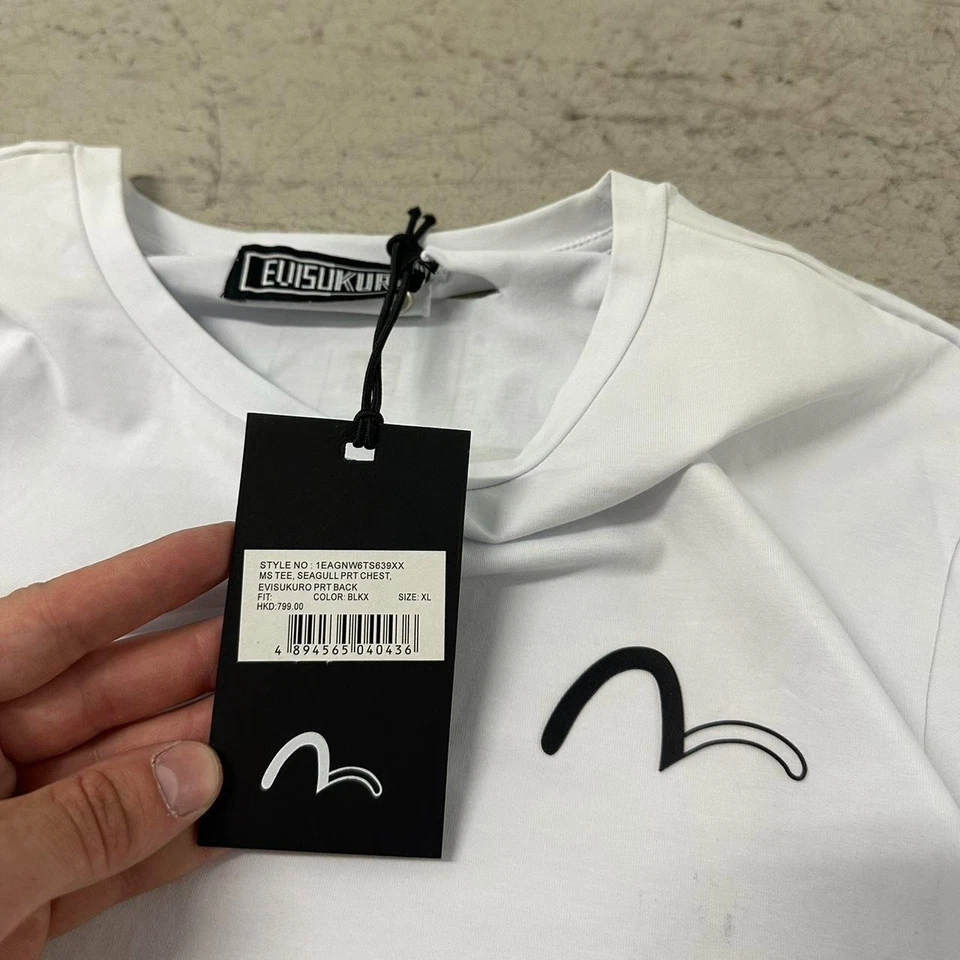 EVISUKUR
STYLE NO : 1EAGNW6TS639XX
MS TEE, SEAGULL PRT CHEST,
EVISUKURO PRT BACK
FIT: COLOR: BLKX SIZE: XL
HKD:799.00
4 894565 040436